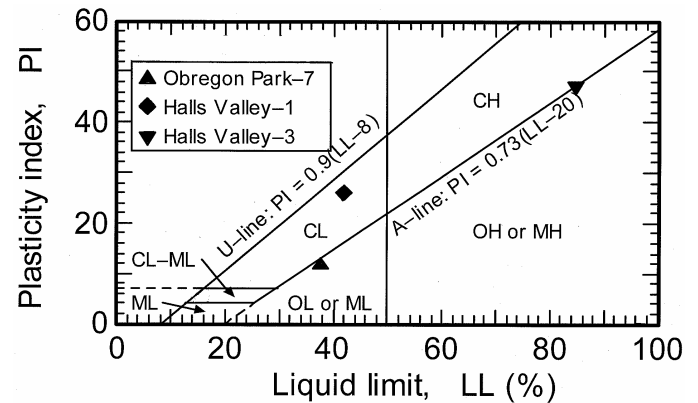 60
40
20
0
Plasticity index, PI
Obregon Park–7
Halls Valley–1
Halls Valley–3
U–line: PI = 0.9(LL–8)
A–line: PI = 0.73(LL–20)
CH
CL
OH or MH
CL–ML
ML
OL or ML
0 20 40 60 80 100
Liquid limit, LL (%)